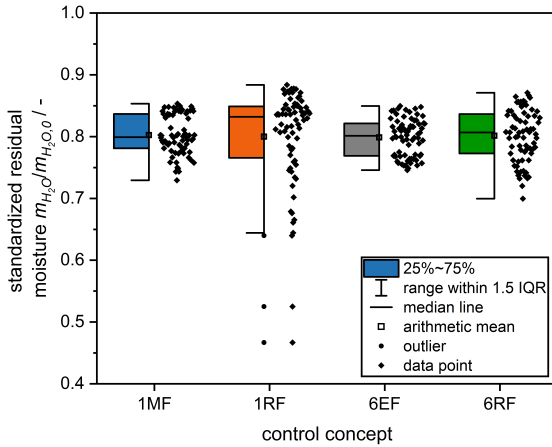 1.0
0.9
0.8
0.7
0.6
0.5
0.4
standardized residual
moisture m_H2O/m_H2O,0 / -
25%~75%
range within 1.5 IQR
median line
arithmetic mean
outlier
data point
1MF 1RF 6EF 6RF
control concept